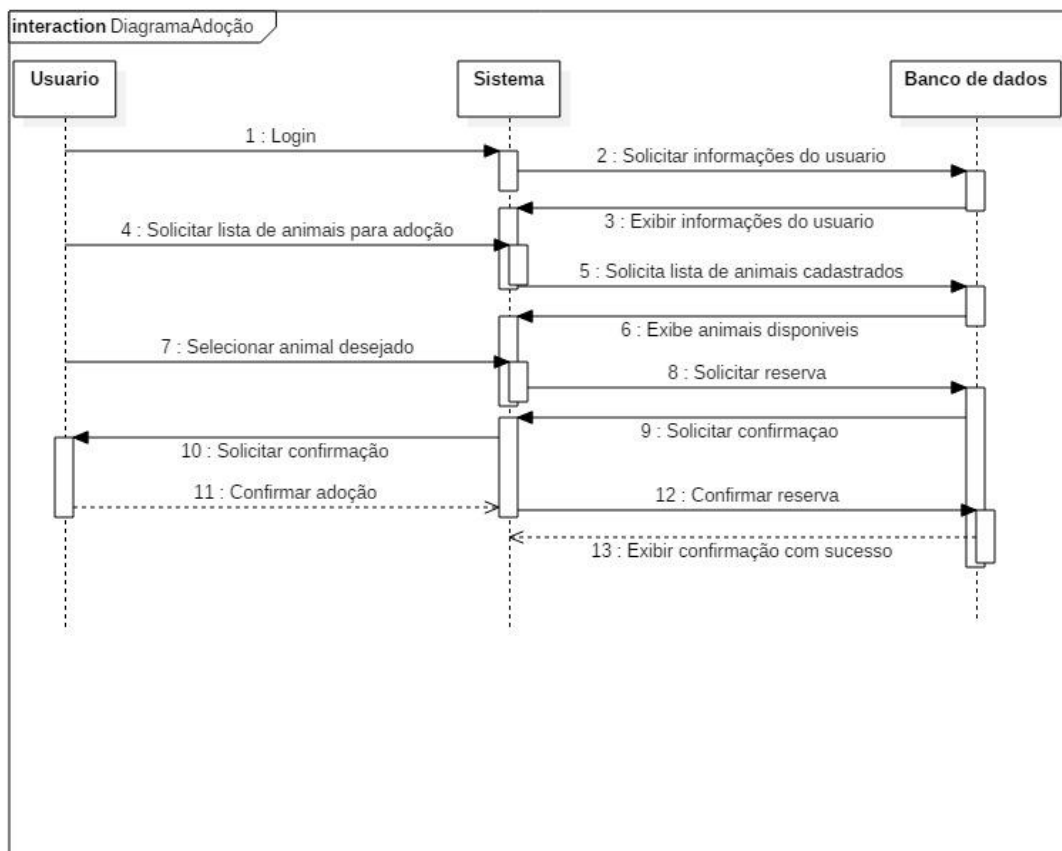 interaction DiagramaAdoção
Usuario
Sistema
Banco de dados
1 : Login
2 : Solicitar informações do usuario
3 : Exibir informações do usuario
4 : Solicitar lista de animais para adoção
5 : Solicita lista de animais cadastrados
6 : Exibe animais disponiveis
7 : Selecionar animal desejado
8 : Solicitar reserva
9 : Solicitar confirmaçao
10 : Solicitar confirmação
11 : Confirmar adoção
12 : Confirmar reserva
13 : Exibir confirmação com sucesso